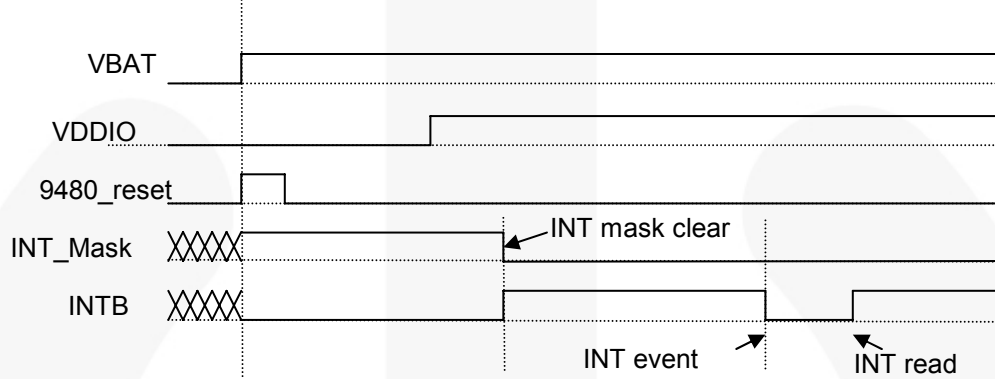 VBAT
VDDIO
9480_reset
INT_Mask
INT mask clear
INTB
INT event
INT read